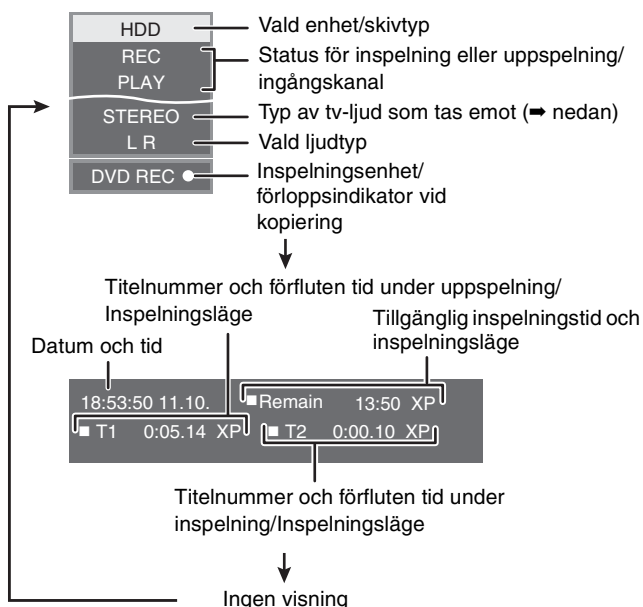 HDD
Vald enhet/skivtyp
REC
PLAY
Status för inspelning eller uppspelning/
ingångskanal
STEREO
Typ av tv-ljud som tas emot (➡ nedan)
L R
Vald ljudtyp
DVD REC
Inspelningsenhet/
förloppsindikator vid
kopiering
Titelnummer och förfluten tid under uppspelning/
Inspelningsläge
Tillgänglig inspelningstid och
inspelningsläge
Datum och tid
18:53:50 11.10.
Remain 13:50 XP
T1 0:05.14 XP
T2 0:00.10 XP
Titelnummer och förfluten tid under
inspelning/Inspelningsläge
Ingen visning